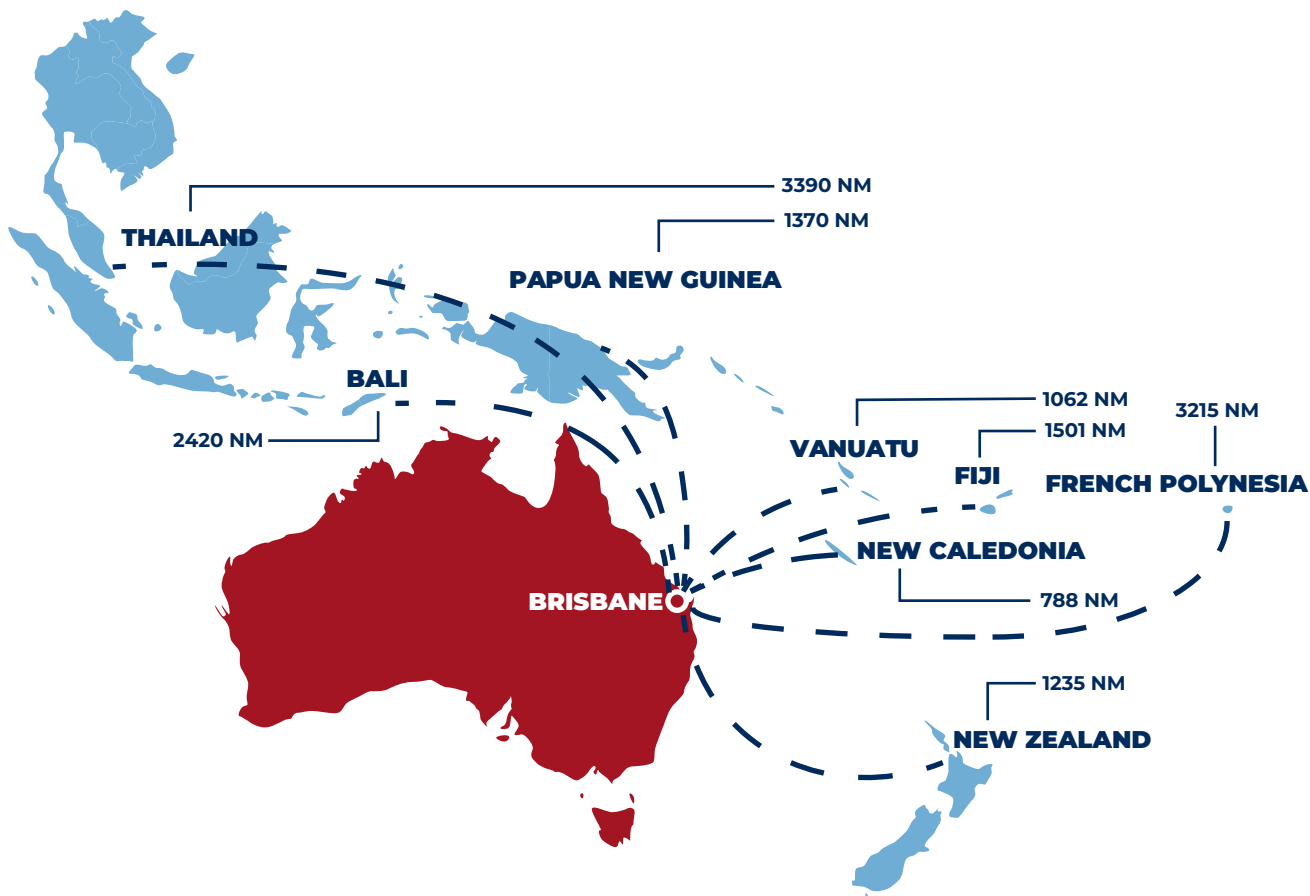 3390 NM
1370 NM
THAILAND
PAPUA NEW GUINEA
BALI
2420 NM
1062 NM
3215 NM
1501 NM
VANUATU
FIJI
FRENCH POLYNESIA
NEW CALEDONIA
BRISBANE
788 NM
1235 NM
NEW ZEALAND